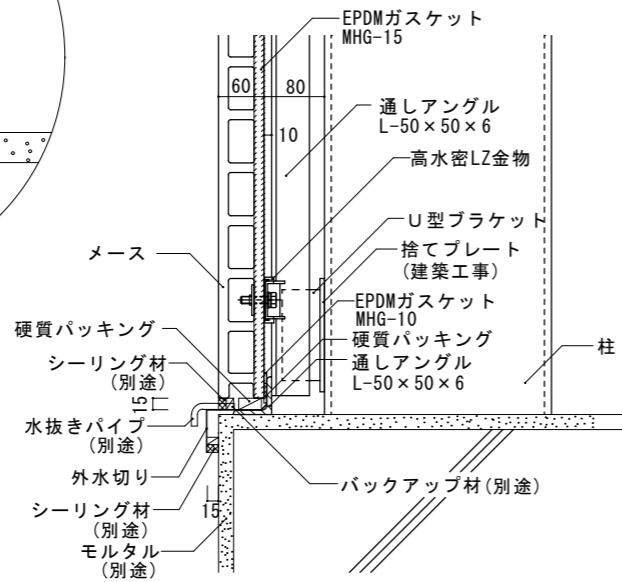 EPDMガスケット
MHG-15
60
80
10
通しアングル
L-50×50×6
高水密LZ金物
U型ブラケット
捨てプレート
(建築工事)
EPDMガスケット
MHG-10
硬質パッキング
通しアングル
L-50×50×6
柱
メース
硬質パッキング
シーリング材
(別途)
15
水抜きパイプ
(別途)
外水切り
シーリング材
(別途)
15
モルタル
(別途)
バックアップ材(別途)